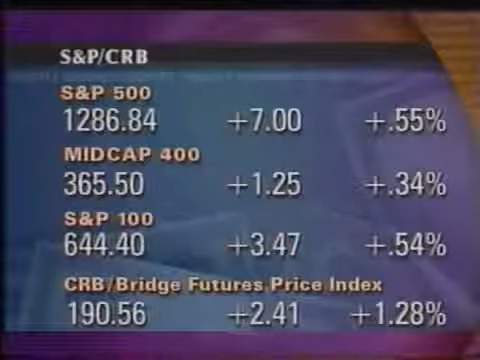 S&P/CRB
S&P 500
1286.84 +7.00 +.55%
MIDCAP 400
365.50 +1.25 +.34%
S&P 100
644.40 +3.47 +.54%
CRB/Bridge Futures Price Index
190.56 +2.41 +1.28%